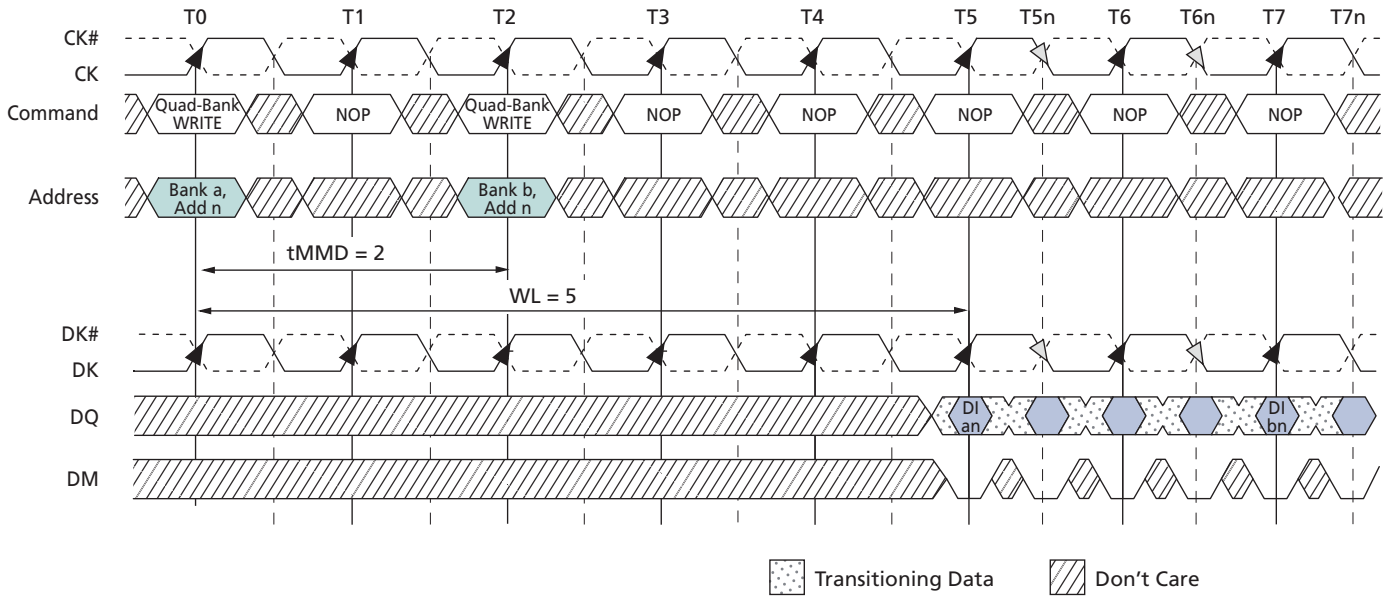 T0 T1 T2 T3 T4 T5 T5n T6 T6n T7 T7n
CK#
CK
Command
Quad-Bank
WRITE
NOP
Quad-Bank
WRITE
NOP
NOP
NOP
NOP
NOP
Address
Bank a,
Add n
Bank b,
Add n
tMMD = 2
WL = 5
DK#
DK
DQ
DI
an
DI
bn
DM
Transitioning Data
Don't Care